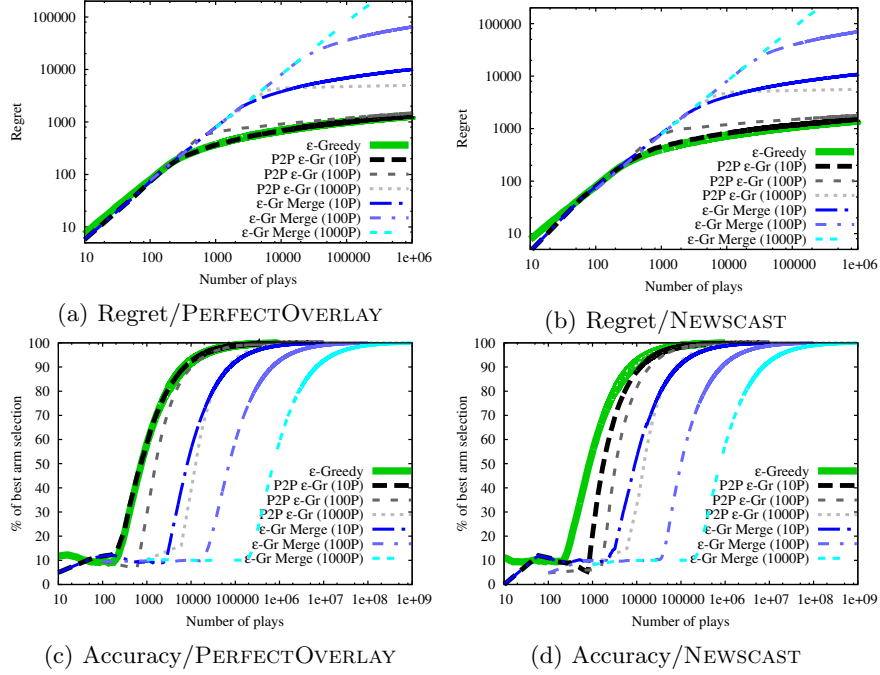 100000
10000
1000
100
10
Regret
ε-Greedy
P2P ε-Gr (10P)
P2P ε-Gr (100P)
P2P ε-Gr (1000P)
ε-Gr Merge (10P)
ε-Gr Merge (100P)
ε-Gr Merge (1000P)
10 100 1000 10000 100000 1e+06
Number of plays
(a) Regret/PERFECTOVERLAY
100000
10000
1000
100
10
Regret
ε-Greedy
P2P ε-Gr (10P)
P2P ε-Gr (100P)
P2P ε-Gr (1000P)
ε-Gr Merge (10P)
ε-Gr Merge (100P)
ε-Gr Merge (1000P)
10 100 1000 10000 100000 1e+06
Number of plays
(b) Regret/NEWSCAST
100
90
80
70
60
50
40
30
20
10
0
% of best arm selection
ε-Greedy
P2P ε-Gr (10P)
P2P ε-Gr (100P)
P2P ε-Gr (1000P)
ε-Gr Merge (10P)
ε-Gr Merge (100P)
ε-Gr Merge (1000P)
10 100 1000 10000 100000 1e+06 1e+07 1e+08 1e+09
Number of plays
(c) Accuracy/PERFECTOVERLAY
100
90
80
70
60
50
40
30
20
10
0
% of best arm selection
ε-Greedy
P2P ε-Gr (10P)
P2P ε-Gr (100P)
P2P ε-Gr (1000P)
ε-Gr Merge (10P)
ε-Gr Merge (100P)
ε-Gr Merge (1000P)
10 100 1000 10000 100000 1e+06 1e+07 1e+08 1e+09
Number of plays
(d) Accuracy/NEWSCAST